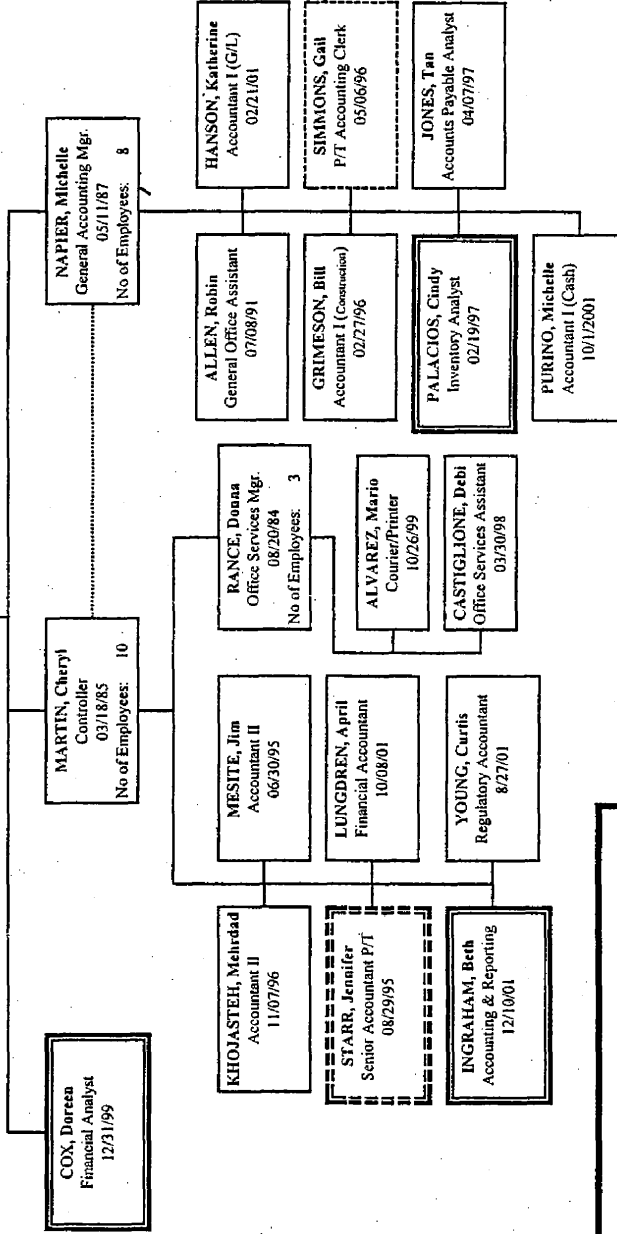 COX, Doreen
Financial Analyst
12/31/99
MARTIN, Cheryl
Controller
03/18/85
No of Employees: 10
NAPIER, Michelle
General Accounting Mgr.
05/11/87
No of Employees: 8
KHOJASTEH, Mehrdad
Accountant II
11/07/96
MESITE, Jim
Accountant II
06/30/95
STARR, Jennifer
Senior Accountant P/T
08/29/95
LUNGDREN, April
Financial Accountant
10/08/01
INGRAHAM, Beth
Accounting & Reporting
12/10/01
YOUNG, Curtis
Regulatory Accountant
8/27/01
RANCE, Donna
Office Services Mgr.
08/20/84
No of Employees: 3
ALVAREZ, Mario
Courier/Printer
10/26/99
CASTIGLIONE, Debi
Office Services Assistant
03/30/98
ALLEN, Robin
General Office Assistant
07/08/91
HANSON, Katherine
Accountant I (G/L)
02/21/01
GRIMESON, Bill
Accountant I (Construction)
02/27/96
SIMMONS, Gail
P/T Accounting Clerk
05/06/96
PALACIOS, Cindy
Inventory Analyst
02/19/97
JONES, Tan
Accounts Payable Analyst
04/07/97
PURINO, Michelle
Accountant I (Cash)
10/1/2001